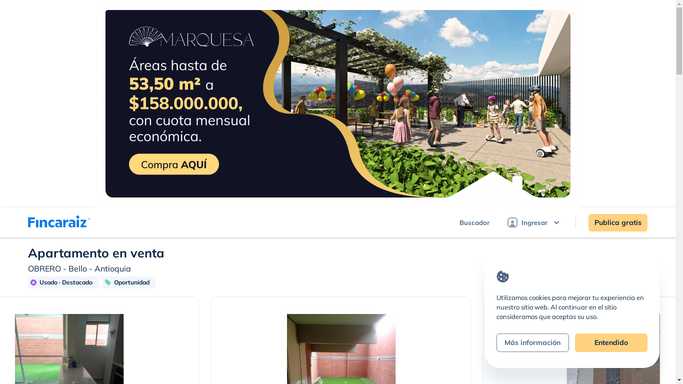 MARQUESA
Áreas hasta de
53,50 m² a
$158.000.000,
con cuota mensual
económica.
Compra AQUÍ
Fincaraiz
Buscador
Ingresar
Publica gratis
Apartamento en venta
OBRERO - Bello - Antioquia
Usado · Destacado
Oportunidad
Utilizamos cookies para mejorar tu experiencia en
nuestro sitio web. Al continuar en el sitio
consideramos que aceptas su uso.
Más información
Entendido